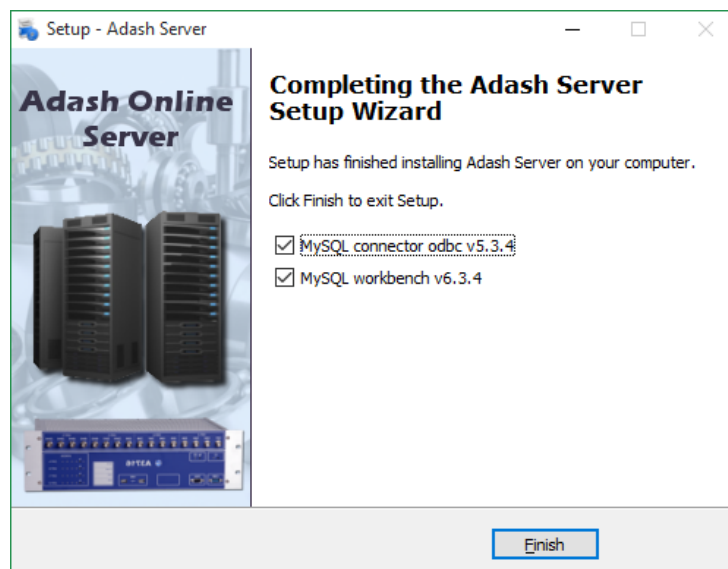 Setup - Adash Server
Adash Online
Server
Completing the Adash Server
Setup Wizard
Setup has finished installing Adash Server on your computer.
Click Finish to exit Setup.
MySQL connector odbc v5.3.4
MySQL workbench v6.3.4
Finish